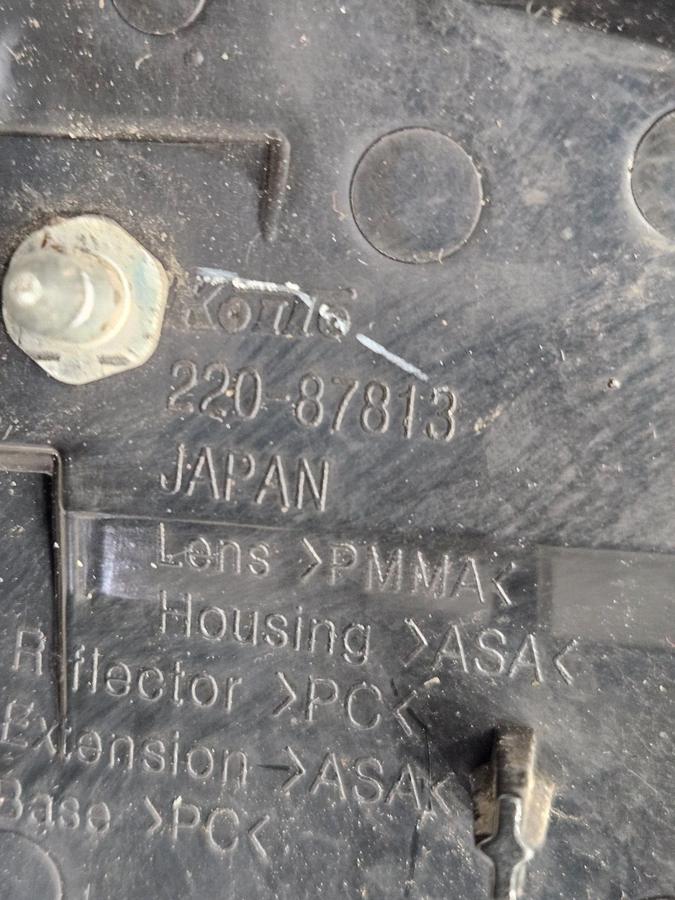 Koito
220-87813
JAPAN
Lens >PMMA<
Housing >ASA<
Reflector >PC<
Extension >ASA<
Base >PC<